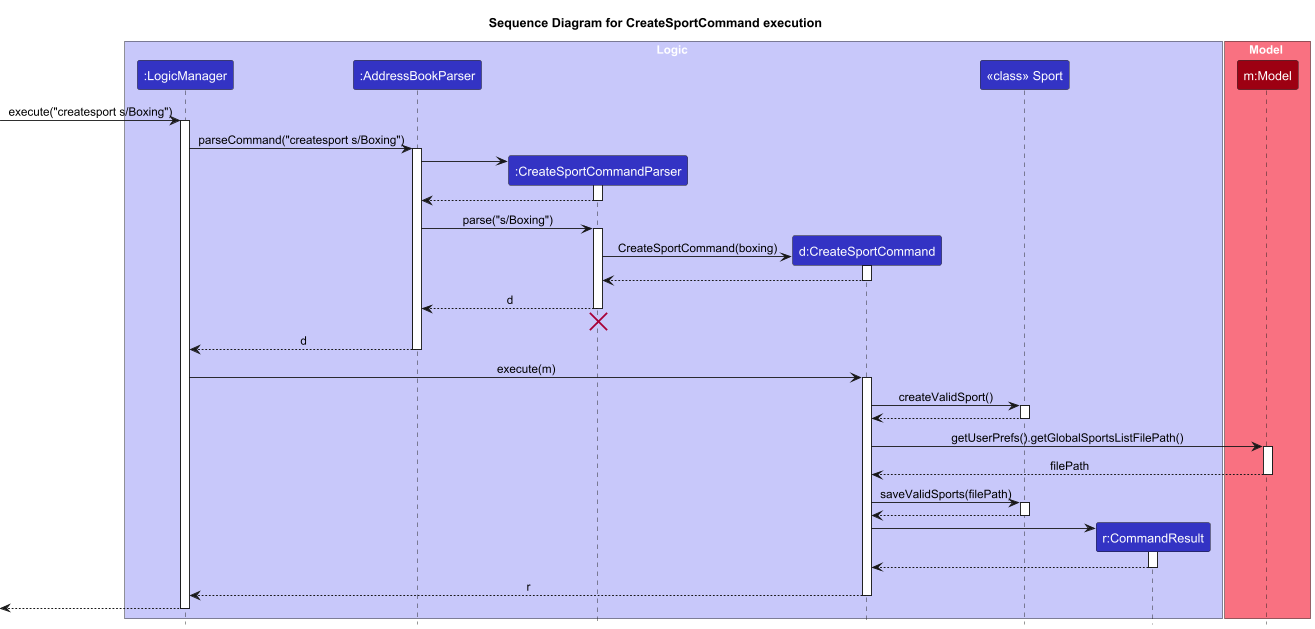 Sequence Diagram for CreateSportCommand execution
Logic
Model
:LogicManager
:AddressBookParser
«class» Sport
m:Model
execute("createsport s/Boxing")
parseCommand("createsport s/Boxing")
:CreateSportCommandParser
parse("s/Boxing")
CreateSportCommand(boxing)
d:CreateSportCommand
d
d
execute(m)
createValidSport()
getUserPrefs().getGlobalSportsListFilePath()
filePath
saveValidSports(filePath)
r:CommandResult
r